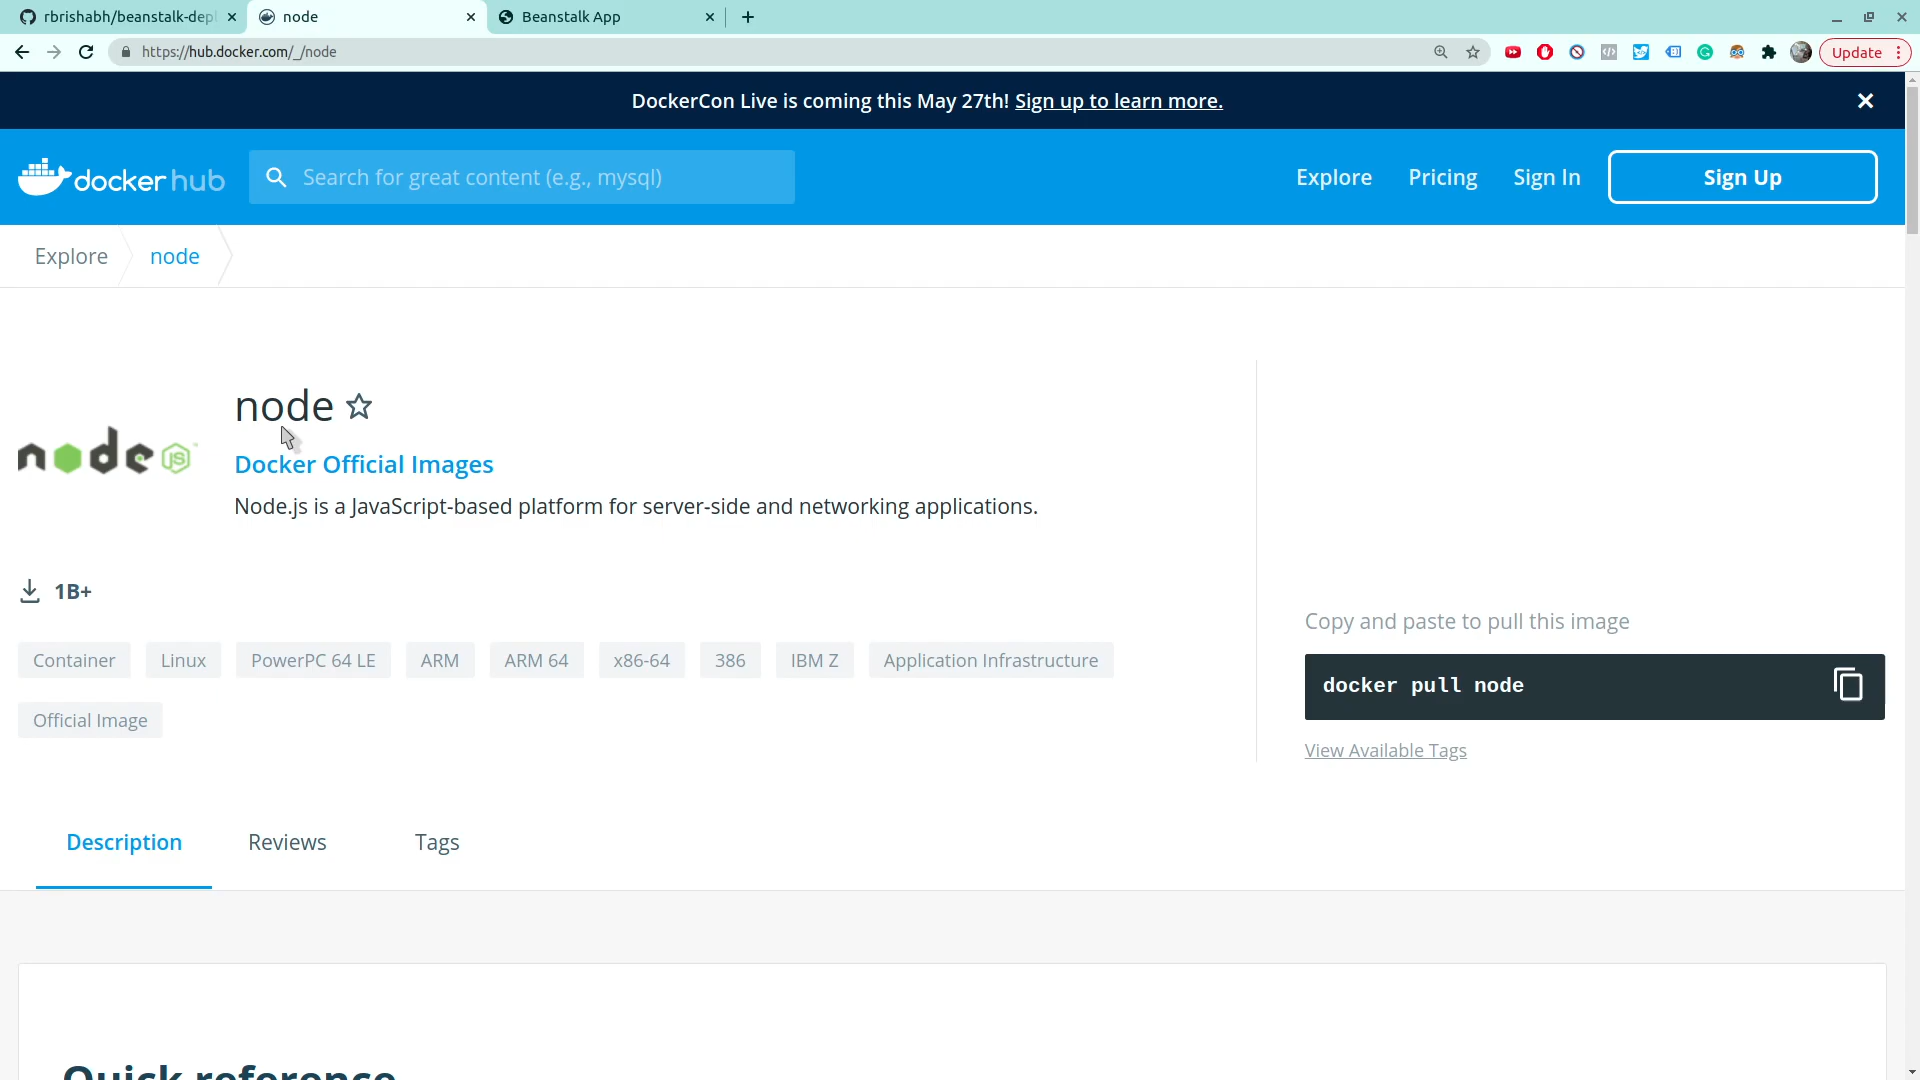 rbrishabh/beanstalk-depl
node
Beanstalk App
https://hub.docker.com/_/node
Update
DockerCon Live is coming this May 27th! Sign up to learn more.
docker hub
Search for great content (e.g., mysql)
Explore
Pricing
Sign In
Sign Up
Explore
node
node
node JS
Docker Official Images
Node.js is a JavaScript-based platform for server-side and networking applications.
1B+
Container
Linux
PowerPC 64 LE
ARM
ARM 64
x86-64
386
IBM Z
Application Infrastructure
Official Image
Copy and paste to pull this image
docker pull node
View Available Tags
Description
Reviews
Tags
Quick reference